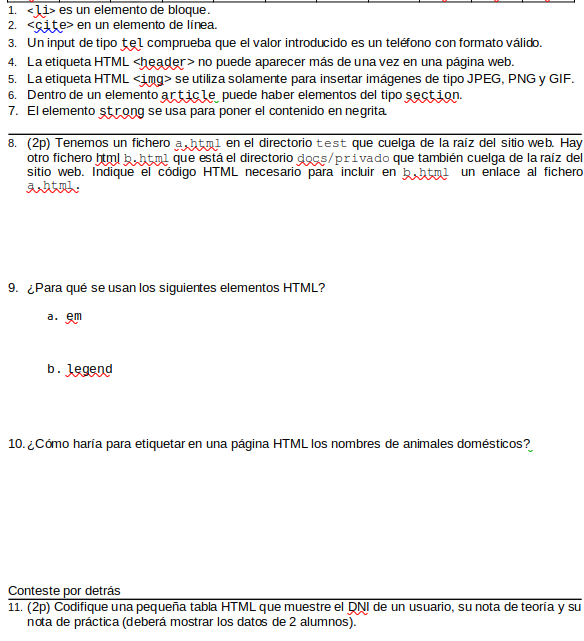 1. <li> es un elemento de bloque.
2. <cite> en un elemento de línea.
3. Un input de tipo tel comprueba que el valor introducido es un teléfono con formato válido.
4. La etiqueta HTML <header> no puede aparecer más de una vez en una página web.
5. La etiqueta HTML <img> se utiliza solamente para insertar imágenes de tipo JPEG, PNG y GIF.
6. Dentro de un elemento article puede haber elementos del tipo section.
7. El elemento strong se usa para poner el contenido en negrita.
8. (2p) Tenemos un fichero a.html en el directorio test que cuelga de la raíz del sitio web. Hay
otro fichero html b.html que está el directorio docs/privado que también cuelga de la raíz del
sitio web. Indique el código HTML necesario para incluir en b.html un enlace al fichero
a.html.
9. ¿Para qué se usan los siguientes elementos HTML?
a. em
b. legend
10. ¿Cómo haría para etiquetar en una página HTML los nombres de animales domésticos?
Conteste por detrás
11. (2p) Codifique una pequeña tabla HTML que muestre el DNI de un usuario, su nota de teoría y su
nota de práctica (deberá mostrar los datos de 2 alumnos).